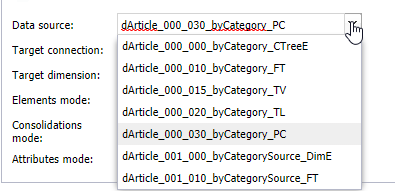 Data source: dArticle_000_030_byCategory_PC
Target connection: dArticle_000_000_byCategory_CTreeE
dArticle_000_010_byCategory_FT
Target dimension: dArticle_000_015_byCategory_TV
Elements mode: dArticle_000_020_byCategory_TL
Consolidations mode: dArticle_000_030_byCategory_PC
Attributes mode: dArticle_001_000_byCategorySource_DimE
dArticle_001_010_byCategorySource_FT